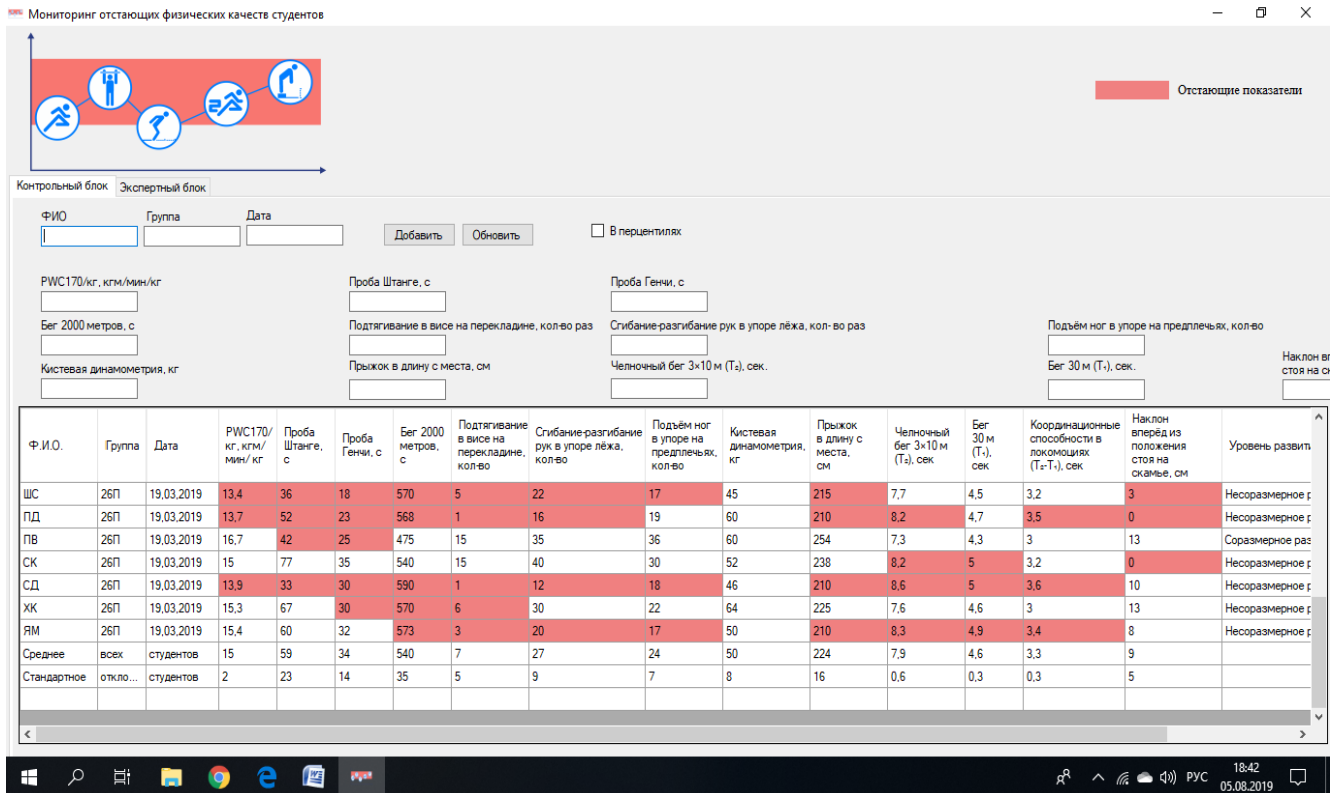 Мониторинг отстающих физических качеств студентов
Отстающие показатели
Контрольный блок Экспертный блок
ФИО Группа Дата
Добавить Обновить В перцентилях
PWC170/кг, кгм/мин/кг Проба Штанге, с Проба Генчи, с
Бег 2000 метров, с Подтягивание в висе на перекладине, кол-во раз Сгибание-разгибание рук в упоре лёжа, кол- во раз Подъём ног в упоре на предплечьях, кол-во
Кистевая динамометрия, кг Прыжок в длину с места, см Челночный бег 3×10 м (T₂), сек. Бег 30 м (T₁), сек. Наклон вп
стоя на ск
Ф.И.О. Группа Дата PWC170/ кг, кгм/ мин/ кг Проба Штанге, с Проба Генчи, с Бег 2000 метров, с Подтягивание в висе на перекладине, кол-во Сгибание-разгибание рук в упоре лёжа, кол-во Подъём ног в упоре на предплечьях, кол-во Кистевая динамометрия, кг Прыжок в длину с места, см Челночный бег 3×10 м (T₂), сек Бег 30 м (T₁), сек Координационные способности в локомоциях (T₂-T₁), сек Наклон вперёд из положения стоя на скамье, см Уровень развити
ШС 26П 19,03,2019 13,4 36 18 570 5 22 17 45 215 7,7 4,5 3,2 3 Несоразмерное р
ПД 26П 19,03,2019 13,7 52 23 568 1 16 19 60 210 8,2 4,7 3,5 0 Несоразмерное р
ПВ 26П 19,03,2019 16,7 42 25 475 15 35 36 60 254 7,3 4,3 3 13 Соразмерное раз
СК 26П 19,03,2019 15 77 35 540 15 40 30 52 238 8,2 5 3,2 0 Несоразмерное р
СД 26П 19,03,2019 13,9 33 30 590 1 12 18 46 210 8,6 5 3,6 10 Несоразмерное р
ХК 26П 19,03,2019 15,3 67 30 570 6 30 22 64 225 7,6 4,6 3 13 Несоразмерное р
ЯМ 26П 19,03,2019 15,4 60 32 573 3 20 17 50 210 8,3 4,9 3,4 8 Несоразмерное р
Среднее всех студентов 15 59 34 540 7 27 24 50 224 7,9 4,6 3,3 9
Стандартное откло... студентов 2 23 14 35 5 9 7 8 16 0,6 0,3 0,3 5
РУС 18:42
05.08.2019